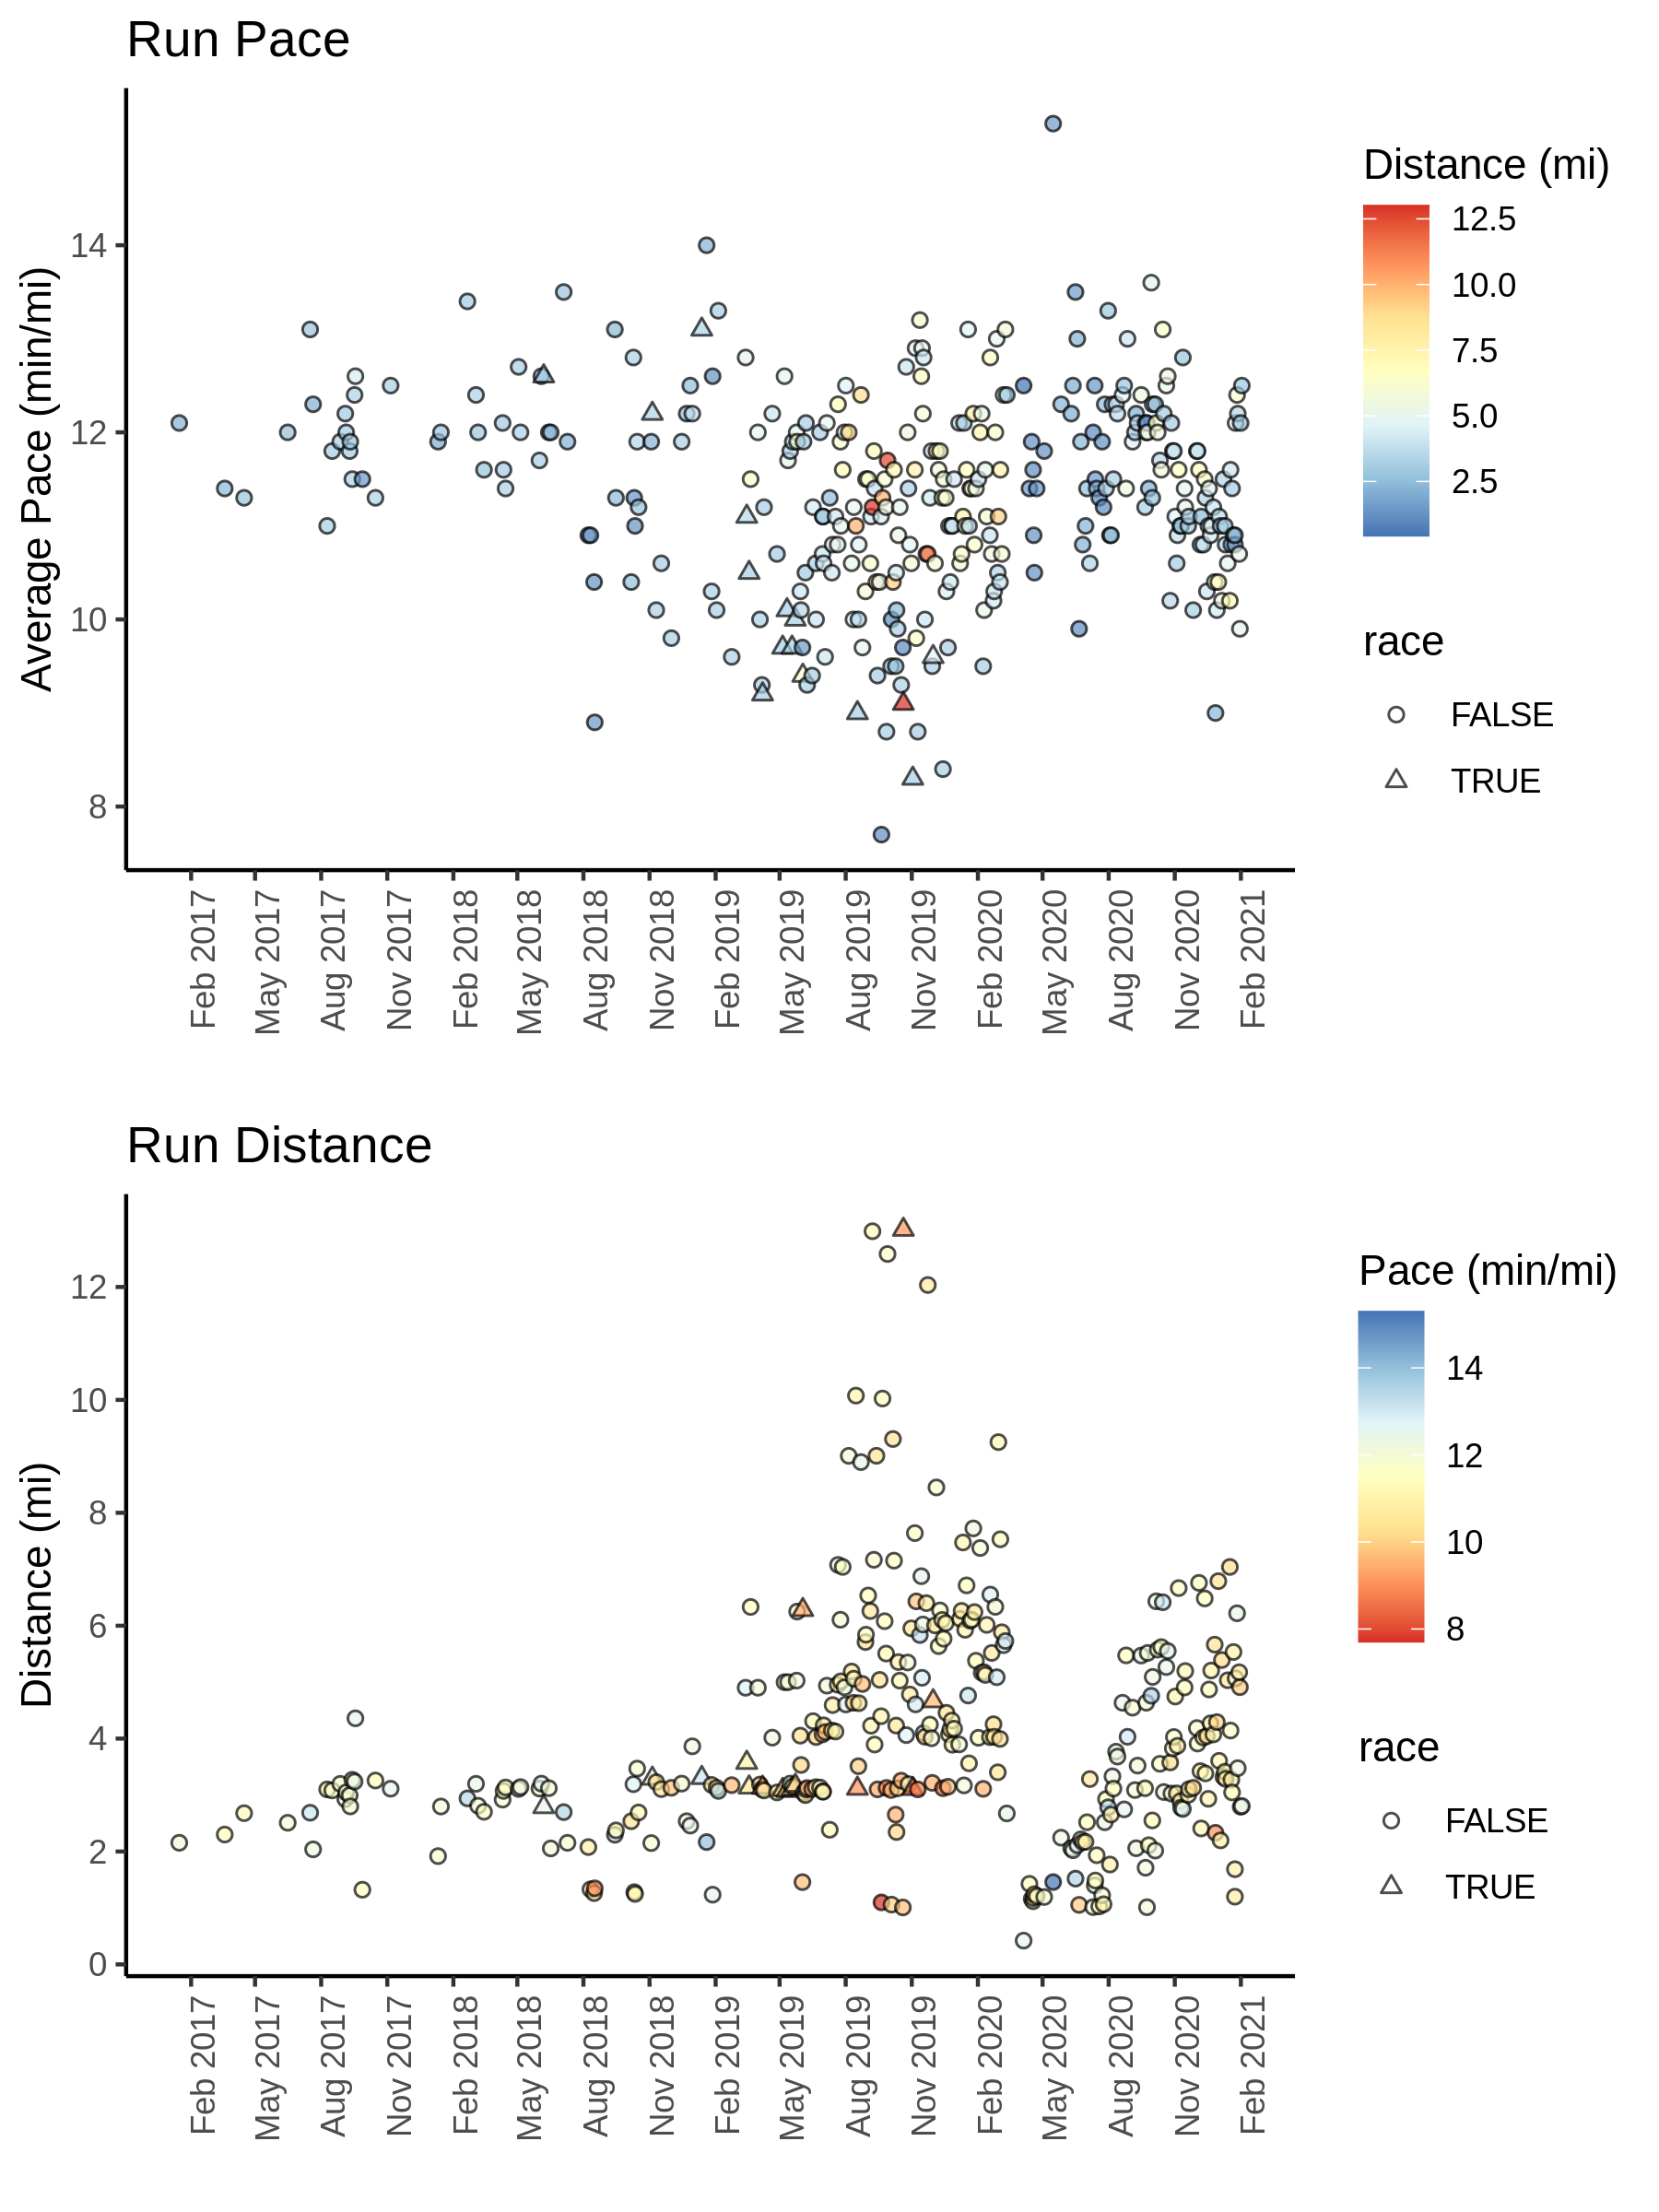 Run Pace
Average Pace (min/mi)
14
12
10
8
Feb 2017
May 2017
Aug 2017
Nov 2017
Feb 2018
May 2018
Aug 2018
Nov 2018
Feb 2019
May 2019
Aug 2019
Nov 2019
Feb 2020
May 2020
Aug 2020
Nov 2020
Feb 2021
Distance (mi)
12.5
10.0
7.5
5.0
2.5
race
FALSE
TRUE
Run Distance
Distance (mi)
12
10
8
6
4
2
0
Feb 2017
May 2017
Aug 2017
Nov 2017
Feb 2018
May 2018
Aug 2018
Nov 2018
Feb 2019
May 2019
Aug 2019
Nov 2019
Feb 2020
May 2020
Aug 2020
Nov 2020
Feb 2021
Pace (min/mi)
14
12
10
8
race
FALSE
TRUE